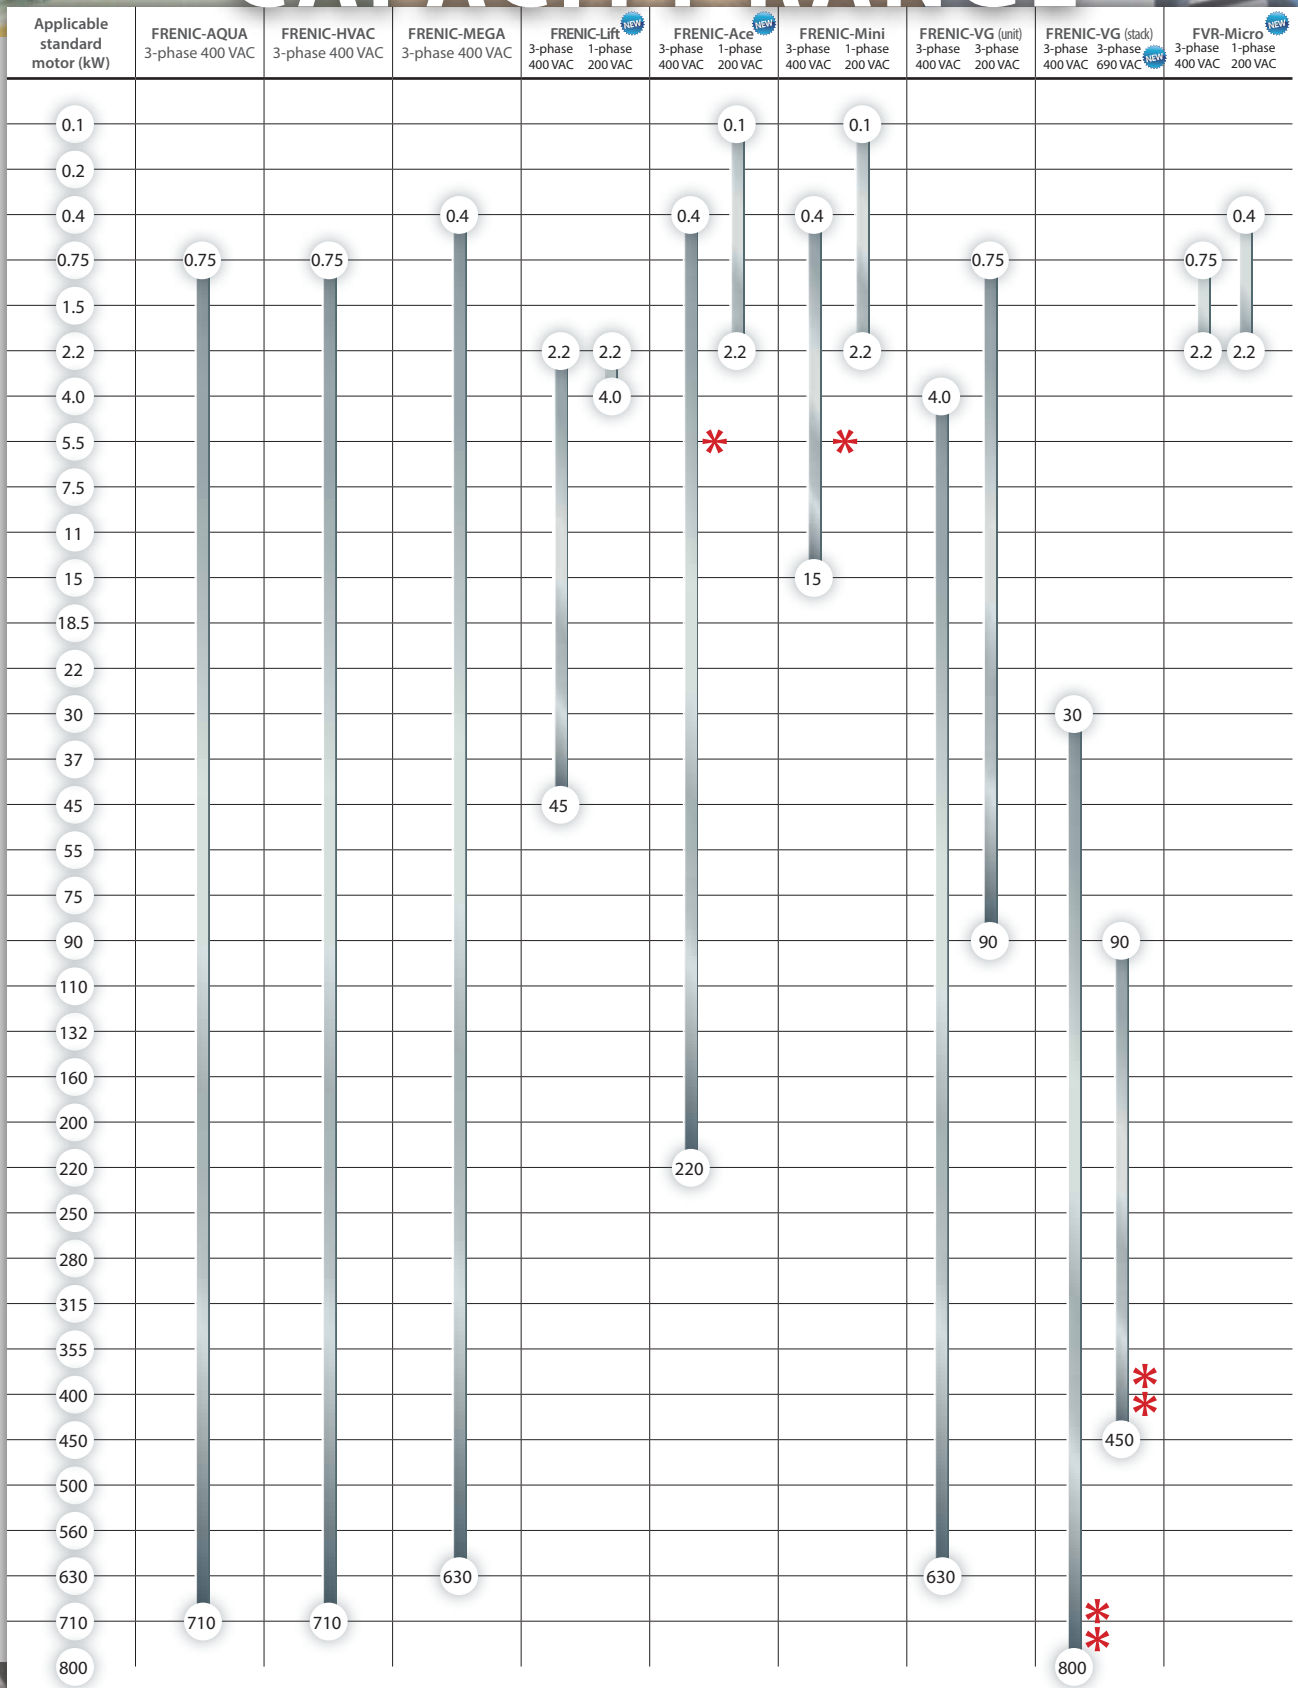 CAPACITY RANGE
Applicable
standard
motor (kW)
FRENIC-AQUA
3-phase 400 VAC
FRENIC-HVAC
3-phase 400 VAC
FRENIC-MEGA
3-phase 400 VAC
FRENIC-Lift NEW
3-phase 1-phase
400 VAC 200 VAC
FRENIC-Ace NEW
3-phase 1-phase
400 VAC 200 VAC
FRENIC-Mini
3-phase 1-phase
400 VAC 200 VAC
FRENIC-VG (unit)
3-phase 3-phase
400 VAC 200 VAC
FRENIC-VG (stack)
3-phase 3-phase
400 VAC 690 VAC NEW
FVR-Micro NEW
3-phase 1-phase
400 VAC 200 VAC
0.1 0.1 0.1
0.2
0.4 0.4 0.4 0.4 0.4
0.75 0.75 0.75 0.75 0.75
1.5
2.2 2.2 2.2 2.2 2.2 2.2 2.2
4.0 4.0 4.0
5.5 * *
7.5
11
15 15
18.5
22
30 30
37
45 45
55
75
90 90 90
110
132
160
200
220 220
250
280
315
355
*
400
*
450 450
500
560
630 630 630
*
710 710 710
*
800 800